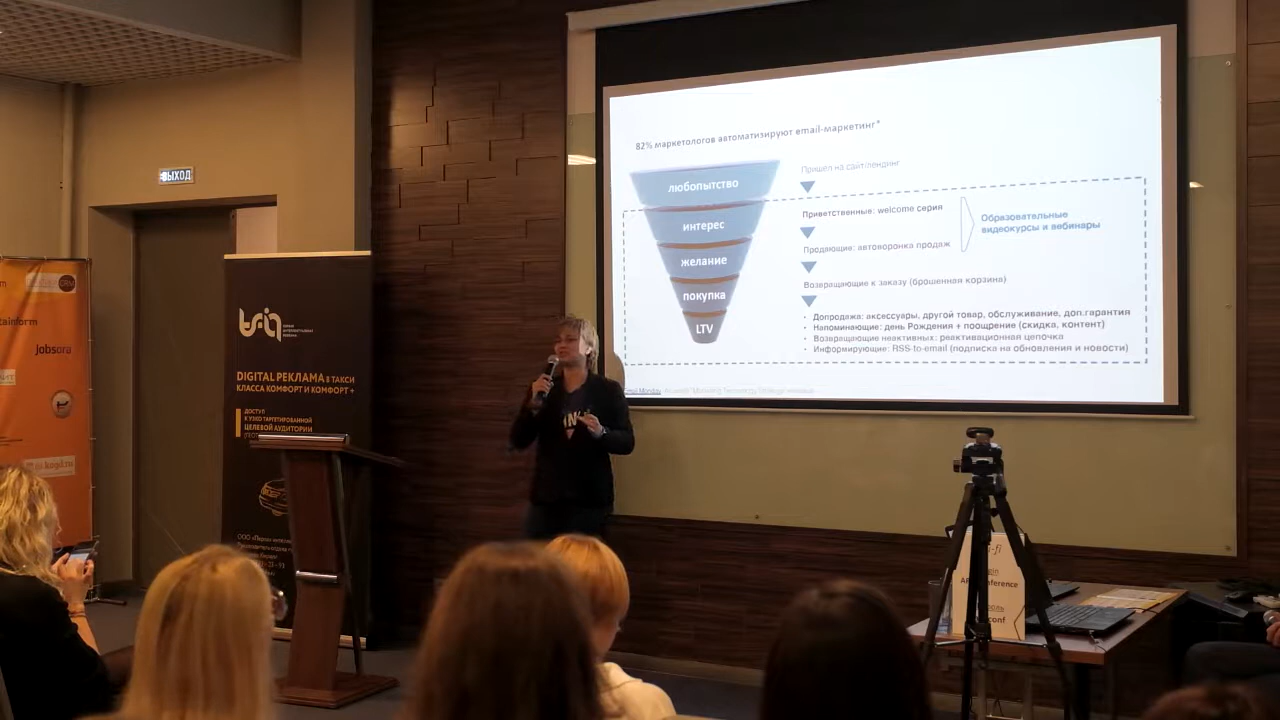 82% маркетологов автоматизируют email-маркетинг*
любопытство
интерес
желание
покупка
LTV
Пришел на сайт/лендинг
Приветственные: welcome серия
Продающие: автоворонка продаж
Образовательные
видеокурсы и вебинары
Возвращающие к заказу (брошенная корзина)
• Допродажа: аксессуары, другой товар, обслуживание, доп.гарантия
• Напоминающие: день Рождения + поощрение (скидка, контент)
• Возвращающие неактивных: реактивационная цепочка
• Информирующие: RSS-to-email (подписка на обновления и новости)
ВЫХОД
DIGITAL РЕКЛАМА В ТАКСИ
КЛАССА КОМФОРТ И КОМФОРТ +
ДОСТУП
К УЗКО ТАРГЕТИРОВАННОЙ
ЦЕЛЕВОЙ АУДИТОРИИ
jobsora